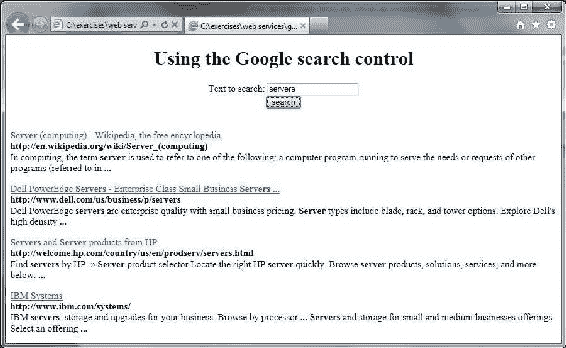 C:\exercises\web serv
C:\exercises\web services\g...
Using the Google search control
Text to search: servers
search
Server (computing) - Wikipedia, the free encyclopedia
http://en.wikipedia.org/wiki/Server_(computing)
In computing, the term server is used to refer to one of the following: a computer program running to serve the needs or requests of other
programs (referred to in ...
Dell PowerEdge Servers - Enterprise Class Small Business Servers ...
http://www.dell.com/us/business/p/servers
Dell PowerEdge servers are enterprise quality with small business pricing. Server types include blade, rack, and tower options. Explore Dell's
high density ...
Servers and Server products from HP
http://welcome.hp.com/country/us/en/prodserv/servers.html
Find servers by HP. > Server product selector Locate the right HP server quickly. Browse server products, solutions, services, and more
below. ...
IBM Systems
http://www.ibm.com/systems/
IBM servers, storage and upgrades for your business. Browse by processor ... Servers and storage for small and medium businesses offerings.
Select an offering ...